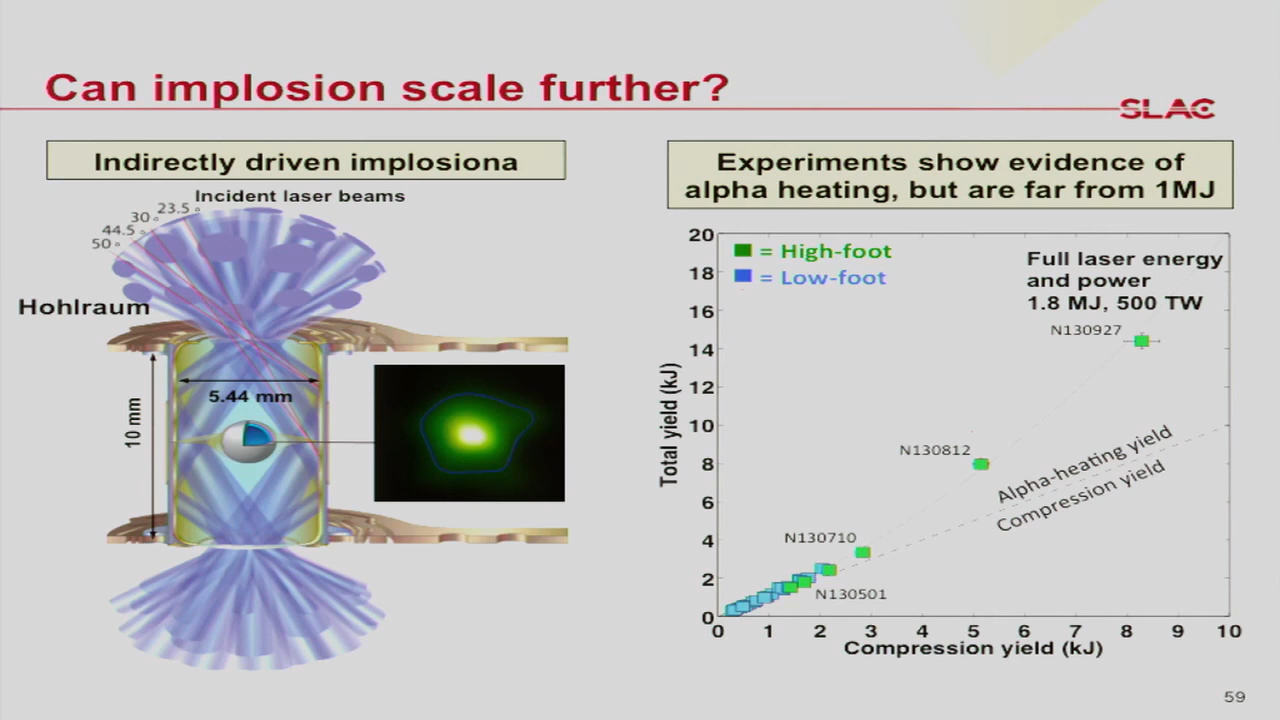 Can implosion scale further?
SLAC
Indirectly driven implosiona
Incident laser beams
23.5°
30°
44.5°
50°
Hohlraum
5.44 mm
10 mm
Experiments show evidence of
alpha heating, but are far from 1MJ
= High-foot
= Low-foot
Full laser energy
and power
1.8 MJ, 500 TW
N130927
N130812
N130710
N130501
Alpha-heating yield
Compression yield
Total yield (kJ)
20
18
16
14
12
10
8
6
4
2
0
0 1 2 3 4 5 6 7 8 9 10
Compression yield (kJ)
59